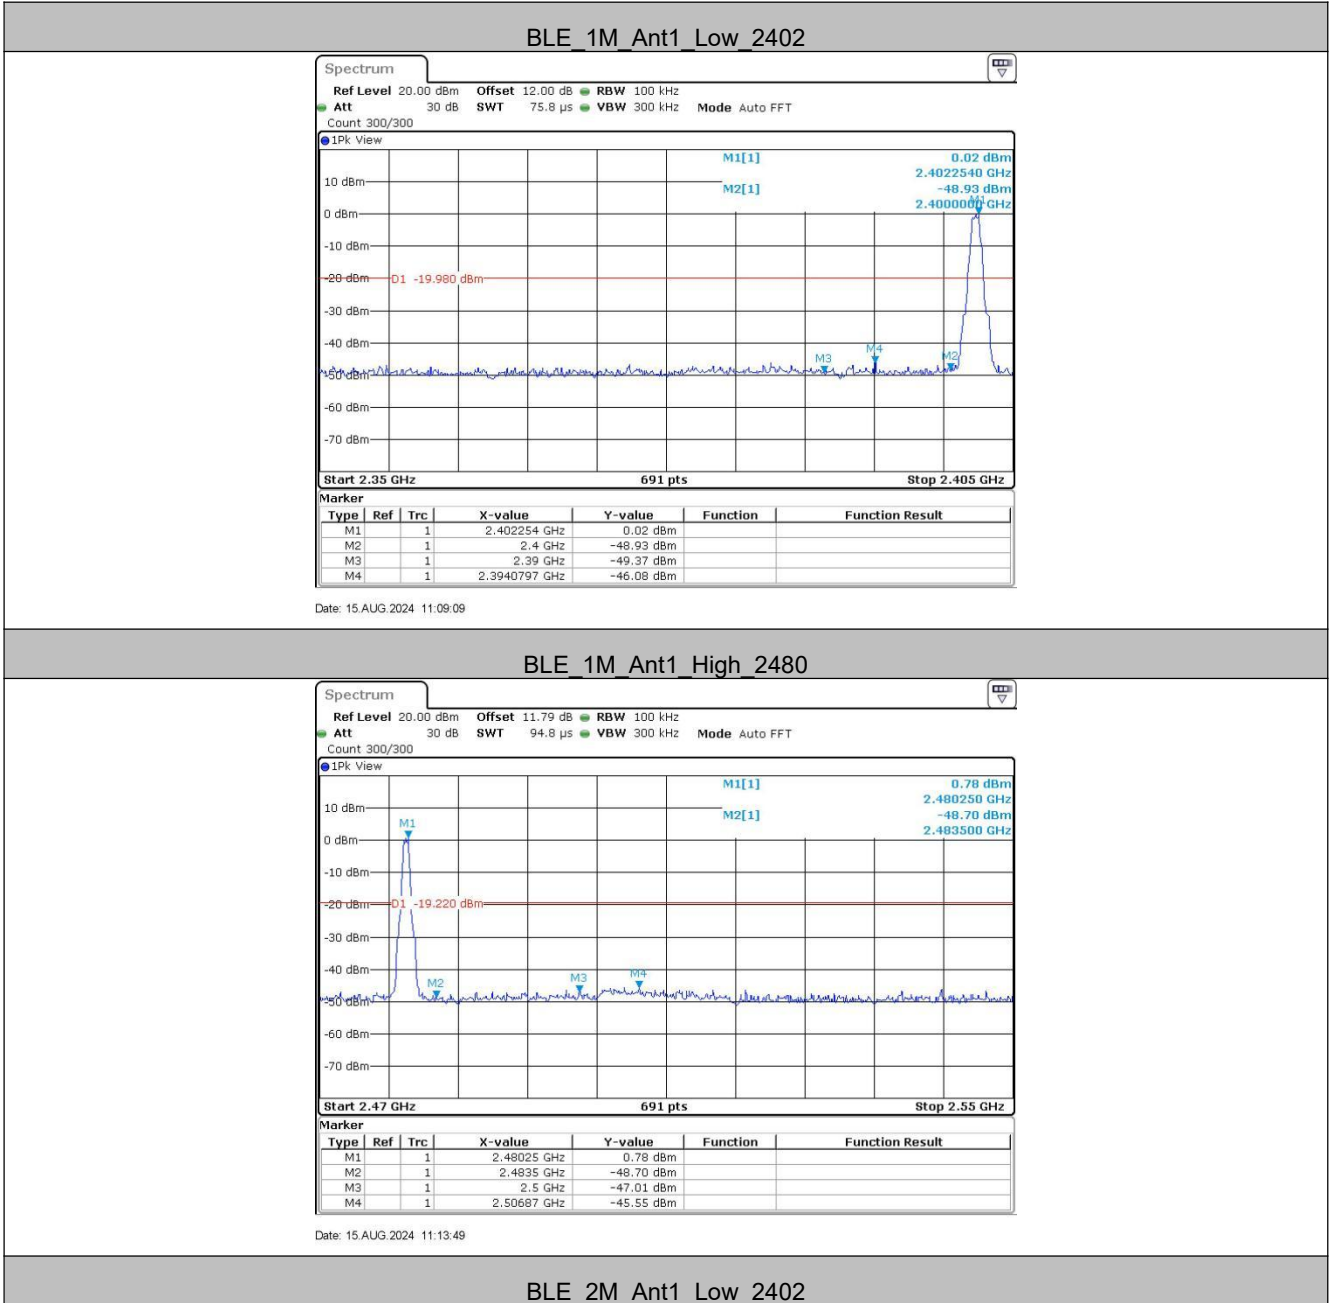 BLE_1M_Ant1_Low_2402
Spectrum
Ref Level 20.00 dBm Offset 12.00 dB RBW 100 kHz
Att 30 dB SWT 75.8 µs VBW 300 kHz Mode Auto FFT
Count 300/300
1Pk View
M1[1] 0.02 dBm
2.4022540 GHz
M2[1] -48.93 dBm
2.4000000 GHz
M1
10 dBm
0 dBm
-10 dBm
-20 dBm
D1 -19.980 dBm
-30 dBm
-40 dBm
M3 M4 M2
-50 dBm
-60 dBm
-70 dBm
Start 2.35 GHz 691 pts Stop 2.405 GHz
Marker
Type Ref Trc X-value Y-value Function Function Result
M1 1 2.402254 GHz 0.02 dBm
M2 1 2.4 GHz -48.93 dBm
M3 1 2.39 GHz -49.37 dBm
M4 1 2.3940797 GHz -46.08 dBm
Date: 15.AUG.2024 11:09:09
BLE_1M_Ant1_High_2480
Spectrum
Ref Level 20.00 dBm Offset 11.79 dB RBW 100 kHz
Att 30 dB SWT 94.8 µs VBW 300 kHz Mode Auto FFT
Count 300/300
1Pk View
M1[1] 0.78 dBm
2.480250 GHz
M2[1] -48.70 dBm
2.483500 GHz
10 dBm
M1
0 dBm
-10 dBm
-20 dBm
D1 -19.220 dBm
-30 dBm
-40 dBm
M2 M3 M4
-50 dBm
-60 dBm
-70 dBm
Start 2.47 GHz 691 pts Stop 2.55 GHz
Marker
Type Ref Trc X-value Y-value Function Function Result
M1 1 2.48025 GHz 0.78 dBm
M2 1 2.4835 GHz -48.70 dBm
M3 1 2.5 GHz -47.01 dBm
M4 1 2.50687 GHz -45.55 dBm
Date: 15.AUG.2024 11:13:49
BLE_2M_Ant1_Low_2402